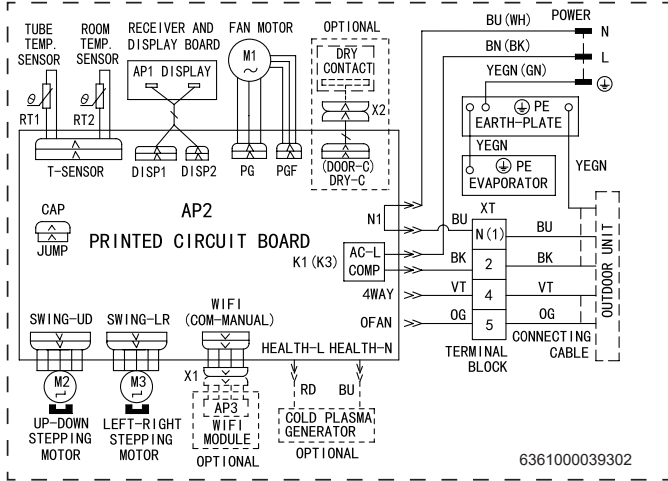 TUBE
TEMP.
SENSOR
ROOM
TEMP.
SENSOR
RECEIVER AND
DISPLAY BOARD
FAN MOTOR
OPTIONAL
BU(WH)
POWER
N
BN(BK)
L
YEGN(GN)
AP1 DISPLAY
M1
DRY
CONTACT
RT1
RT2
X2
PE
EARTH-PLATE
T-SENSOR
DISP1
DISP2
PG
PGF
(DOOR-C)
DRY-C
YEGN
PE
EVAPORATOR
YEGN
CAP
JUMP
AP2
PRINTED CIRCUIT BOARD
N1
BU
XT
N(1)
BU
K1(K3)
AC-L
COMP
BK
2
BK
4WAY
VT
4
VT
OFAN
OG
5
OG
OUTDOOR UNIT
TERMINAL
BLOCK
CONNECTING
CABLE
SWING-UD
SWING-LR
WIFI
(COM-MANUAL)
HEALTH-L
HEALTH-N
M2
M3
X1
RD
BU
UP-DOWN
STEPPING
MOTOR
LEFT-RIGHT
STEPPING
MOTOR
AP3
WIFI
MODULE
OPTIONAL
COLD PLASMA
GENERATOR
OPTIONAL
6361000039302